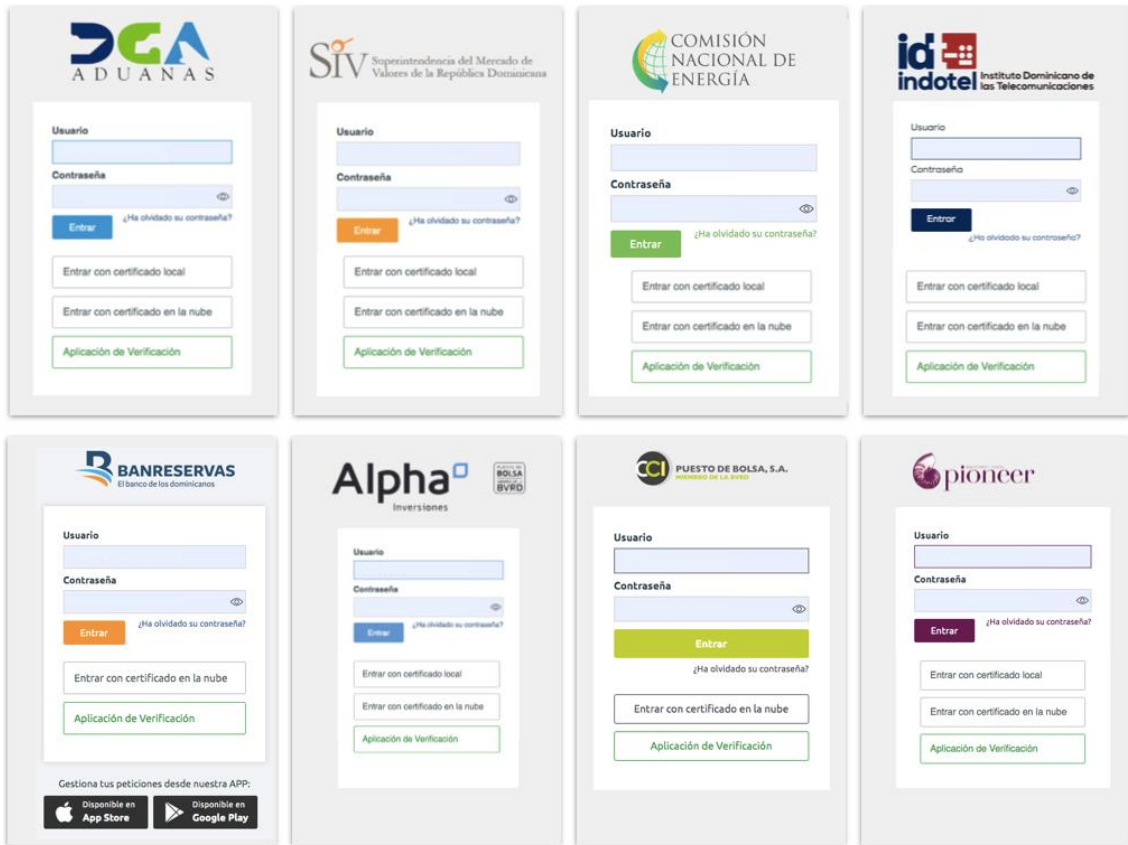 DGA
ADUANAS
Usuario
Contraseña
Entrar
¿Ha olvidado su contraseña?
Entrar con certificado local
Entrar con certificado en la nube
Aplicación de Verificación
SIV
Superintendencia del Mercado de
Valores de la República Dominicana
Usuario
Contraseña
Entrar
¿Ha olvidado su contraseña?
Entrar con certificado local
Entrar con certificado en la nube
Aplicación de Verificación
COMISIÓN
NACIONAL DE
ENERGÍA
Usuario
Contraseña
¿Ha olvidado su contraseña?
Entrar
Entrar con certificado local
Entrar con certificado en la nube
Aplicación de Verificación
id
indotel
Instituto Dominicano de
las Telecomunicaciones
Usuario
Contraseña
Entrar
¿Ha olvidado su contraseña?
Entrar con certificado local
Entrar con certificado en la nube
Aplicación de Verificación
BANRESERVAS
El banco de los dominicanos
Usuario
Contraseña
¿Ha olvidado su contraseña?
Entrar
Entrar con certificado en la nube
Aplicación de Verificación
Gestiona tus peticiones desde nuestra APP:
Disponible en
App Store
Disponible en
Google Play
Alpha
Inversiones
PUESTO DE
BOLSA
BVRD
Usuario
Contraseña
¿Ha olvidado su contraseña?
Entrar
Entrar con certificado local
Entrar con certificado en la nube
Aplicación de Verificación
CCI
PUESTO DE BOLSA, S.A.
MIEMBRO DE LA BVRD
Usuario
Contraseña
Entrar
¿Ha olvidado su contraseña?
Entrar con certificado en la nube
Aplicación de Verificación
pioneer
Usuario
Contraseña
¿Ha olvidado su contraseña?
Entrar
Entrar con certificado local
Entrar con certificado en la nube
Aplicación de Verificación